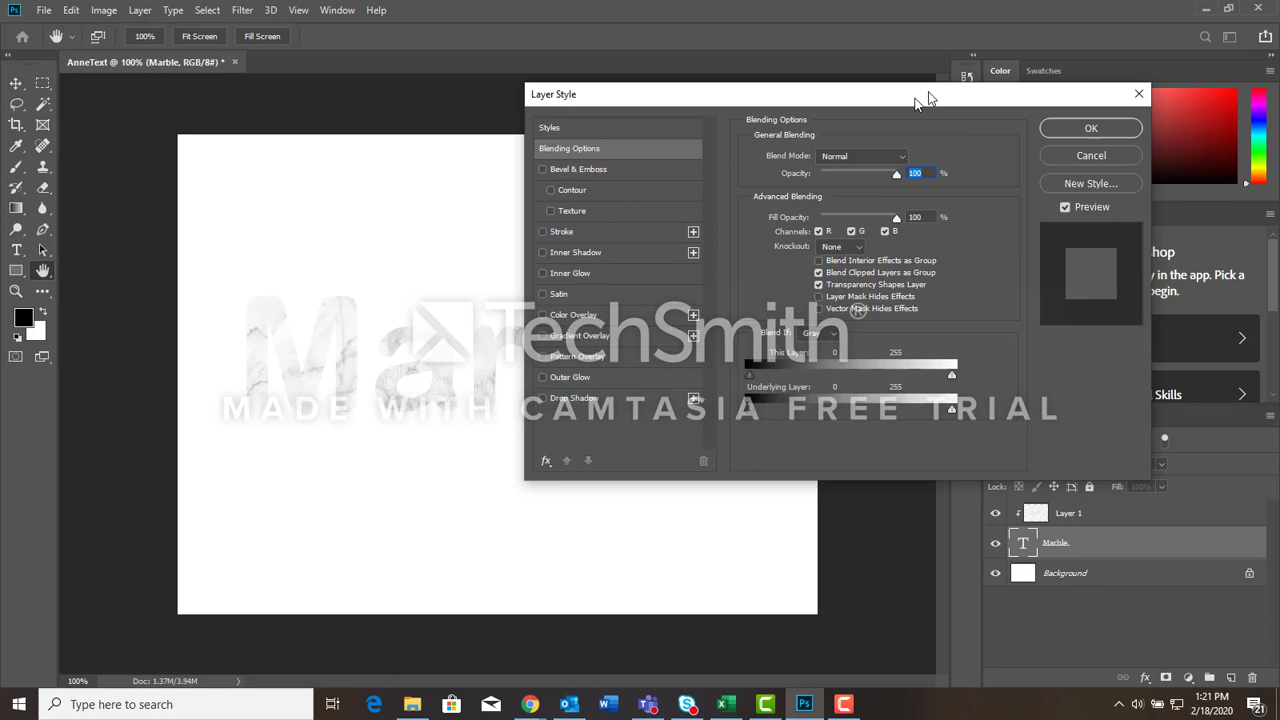 Ps File Edit Image Layer Type Select Filter 3D View Window Help
100% Fit Screen Fill Screen
AnneText @ 100% (Marble, RGB/8#) *
Color Swatches
Layer Style
Styles
Blending Options
Bevel & Emboss
Contour
Texture
Stroke
Inner Shadow
Inner Glow
Satin
Color Overlay
Gradient Overlay
Pattern Overlay
Outer Glow
Drop Shadow
fx
Blending Options
General Blending
Blend Mode: Normal
Opacity: 100 %
Advanced Blending
Fill Opacity: 100 %
Channels: R G B
Knockout: None
Blend Interior Effects as Group
Blend Clipped Layers as Group
Transparency Shapes Layer
Layer Mask Hides Effects
Vector Mask Hides Effects
Blend If: Gray
This Layer: 0 255
Underlying Layer: 0 255
OK
Cancel
New Style...
Preview
Mar
TechSmith®
MADE WITH CAMTASIA FREE TRIAL
in the app. Pick a
begin.
Skills
Lock: Fill: 100%
Layer 1
T Marble
Background
fx
100% Doc: 1.37M/3.94M
Type here to search
1:21 PM
2/18/2020